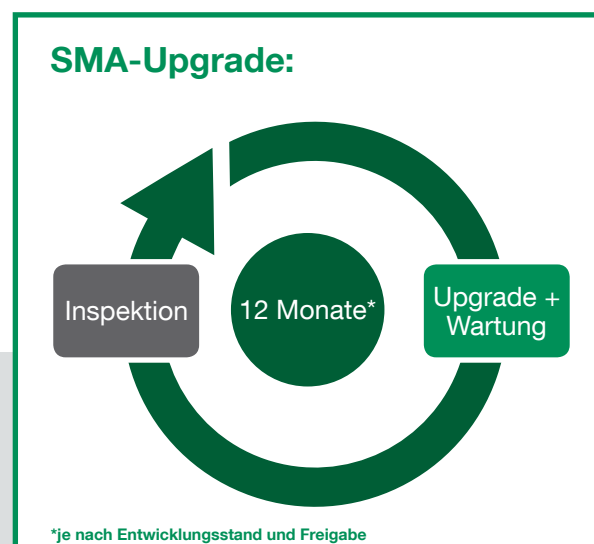 SMA-Upgrade:
Inspektion
12 Monate*
Upgrade +
Wartung
*je nach Entwicklungsstand und Freigabe